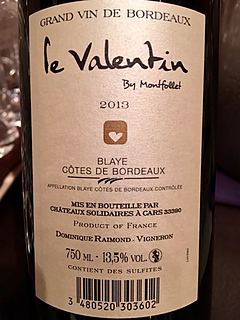 GRAND VIN DE BORDEAUX
le Valentin
By Montfollet
2013
BLAYE
CÔTES DE BORDEAUX
APPELLATION BLAYE CÔTES DE BORDEAUX CONTRÔLÉE
MIS EN BOUTEILLE PAR
CHÂTEAUX SOLIDAIRES À CARS 33390
PRODUCT OF FRANCE
DOMINIQUE RAIMOND - VIGNERON
750 ML - 13,5% VOL.
CONTIENT DES SULFITES
3 480520 303602